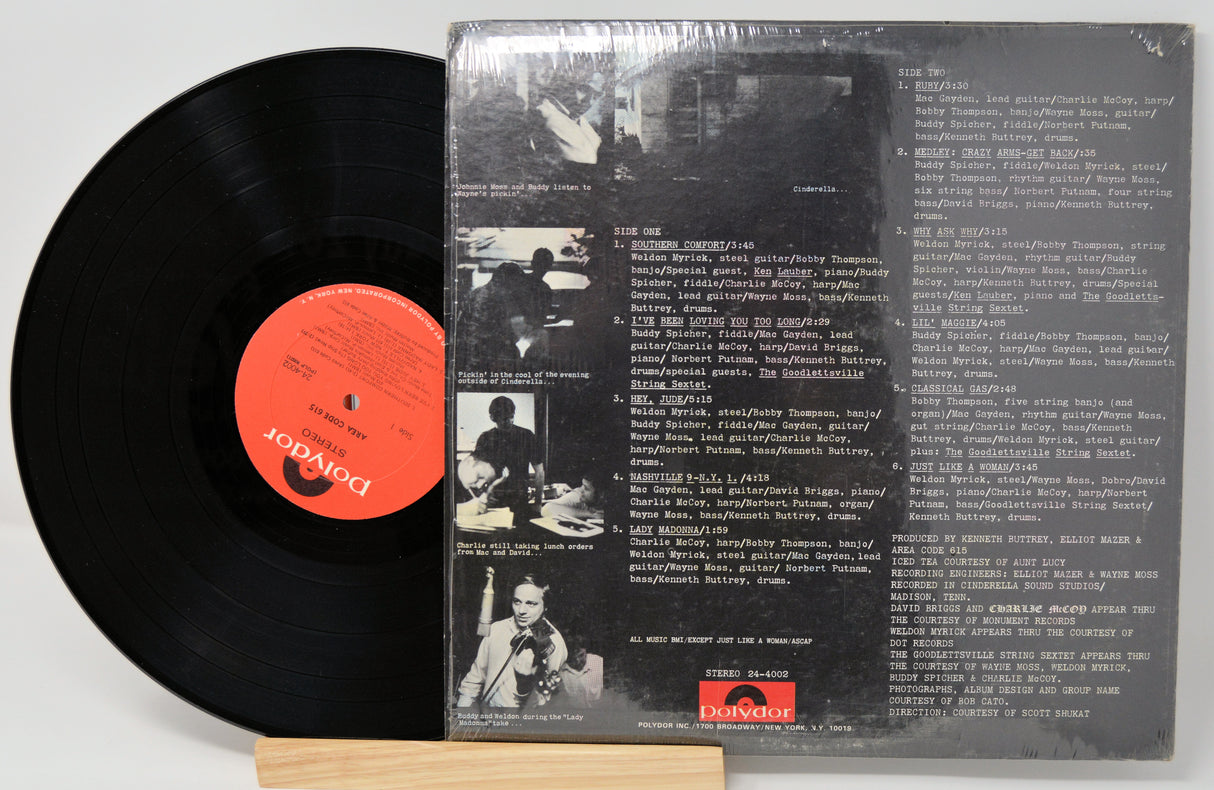 Johnnie Moss and Buddy listen to
Wayne's pickin'...
Cinderella...
Pickin' in the cool of the evening
outside of Cinderella...
Charlie still taking lunch orders
from Mac and David...
Buddy and Weldon during the "Lady
Madonna" take ...
SIDE ONE
1. SOUTHERN COMFORT/3:45
Weldon Myrick, steel guitar/Bobby Thompson,
banjo/Special guest, Ken Lauber, piano/Buddy
Spicher, fiddle/Charlie McCoy, harp/Mac
Gayden, lead guitar/Wayne Moss, bass/Kenneth
Buttrey, drums.
2. I'VE BEEN LOVING YOU TOO LONG/2:29
Buddy Spicher, fiddle/Mac Gayden, lead
guitar/Charlie McCoy, harp/David Briggs,
piano/ Norbert Putnam, bass/Kenneth Buttrey,
drums/special guests, The Goodlettsville
String Sextet.
3. HEY, JUDE/5:15
Weldon Myrick, steel/Bobby Thompson, banjo/
Buddy Spicher, fiddle/Mac Gayden, guitar/
Wayne Moss, lead guitar/Charlie McCoy,
harp/Norbert Putnam, bass/Kenneth Buttrey,
drums.
4. NASHVILLE 9-N.Y. 1. /4:18
Mac Gayden, lead guitar/David Briggs, piano/
Charlie McCoy, harp/Norbert Putnam, organ/
Wayne Moss, bass/Kenneth Buttrey, drums.
5. LADY MADONNA/1:59
Charlie McCoy, harp/Bobby Thompson, banjo/
Weldon Myrick, steel guitar/Mac Gayden, lead
guitar/Wayne Moss, guitar/ Norbert Putnam,
bass/Kenneth Buttrey, drums.
ALL MUSIC BMI/EXCEPT JUST LIKE A WOMAN/ASCAP
STEREO 24-4002
polydor
POLYDOR INC./1700 BROADWAY/NEW YORK, N.Y. 10019
SIDE TWO
1. RUBY/3:30
Mac Gayden, lead guitar/Charlie McCoy, harp/
Bobby Thompson, banjo/Wayne Moss, guitar/
Buddy Spicher, fiddle/Norbert Putnam,
bass/Kenneth Buttrey, drums.
2. MEDLEY: CRAZY ARMS-GET BACK/:35
Buddy Spicher, fiddle/Weldon Myrick, steel/
Bobby Thompson, rhythm guitar/ Wayne Moss,
six string bass/ Norbert Putnam, four string
bass/David Briggs, piano/Kenneth Buttrey,
drums.
3. WHY ASK WHY/3:15
Weldon Myrick, steel/Bobby Thompson, string
guitar/Mac Gayden, rhythm guitar/Buddy
Spicher, violin/Wayne Moss, bass/Charlie
McCoy, harp/Kenneth Buttrey, drums/Special
guests/Ken Lauber, piano and The Goodletts-
ville String Sextet.
4. LIL' MAGGIE/4:05
Buddy Spicher, fiddle/Bobby Thompson, banjo/
Charlie McCoy, harp/Mac Gayden, lead guitar/
Weldon Myrick, steel/Wayne Moss, bass/Kenneth
Buttrey, drums.
5. CLASSICAL GAS/2:48
Bobby Thompson, five string banjo (and
organ)/Mac Gayden, rhythm guitar/Wayne Moss,
gut string/Charlie McCoy, bass/Kenneth
Buttrey, drums/Weldon Myrick, steel guitar/
plus: The Goodlettsville String Sextet.
6. JUST LIKE A WOMAN/3:45
Weldon Myrick, steel/Wayne Moss, Dobro/David
Briggs, piano/Charlie McCoy, harp/Norbert
Putnam, bass/Goodlettsville String Sextet/
Kenneth Buttrey, drums.
PRODUCED BY KENNETH BUTTREY, ELLIOT MAZER &
AREA CODE 615
ICED TEA COURTESY OF AUNT LUCY
RECORDING ENGINEERS: ELLIOT MAZER & WAYNE MOSS
RECORDED IN CINDERELLA SOUND STUDIOS/
MADISON, TENN.
DAVID BRIGGS AND CHARLIE McCOY APPEAR THRU
THE COURTESY OF MONUMENT RECORDS
WELDON MYRICK APPEARS THRU THE COURTESY OF
DOT RECORDS
THE GOODLETTSVILLE STRING SEXTET APPEARS THRU
THE COURTESY OF WAYNE MOSS, WELDON MYRICK,
BUDDY SPICHER & CHARLIE McCOY.
PHOTOGRAPHS, ALBUM DESIGN AND GROUP NAME
COURTESY OF BOB CATO.
DIRECTION: COURTESY OF SCOTT SHUKAT
polydor
STEREO
AREA CODE 615
Side 1
24-4002
BY POLYDOR INCORPORATED, NEW YORK, N.Y.